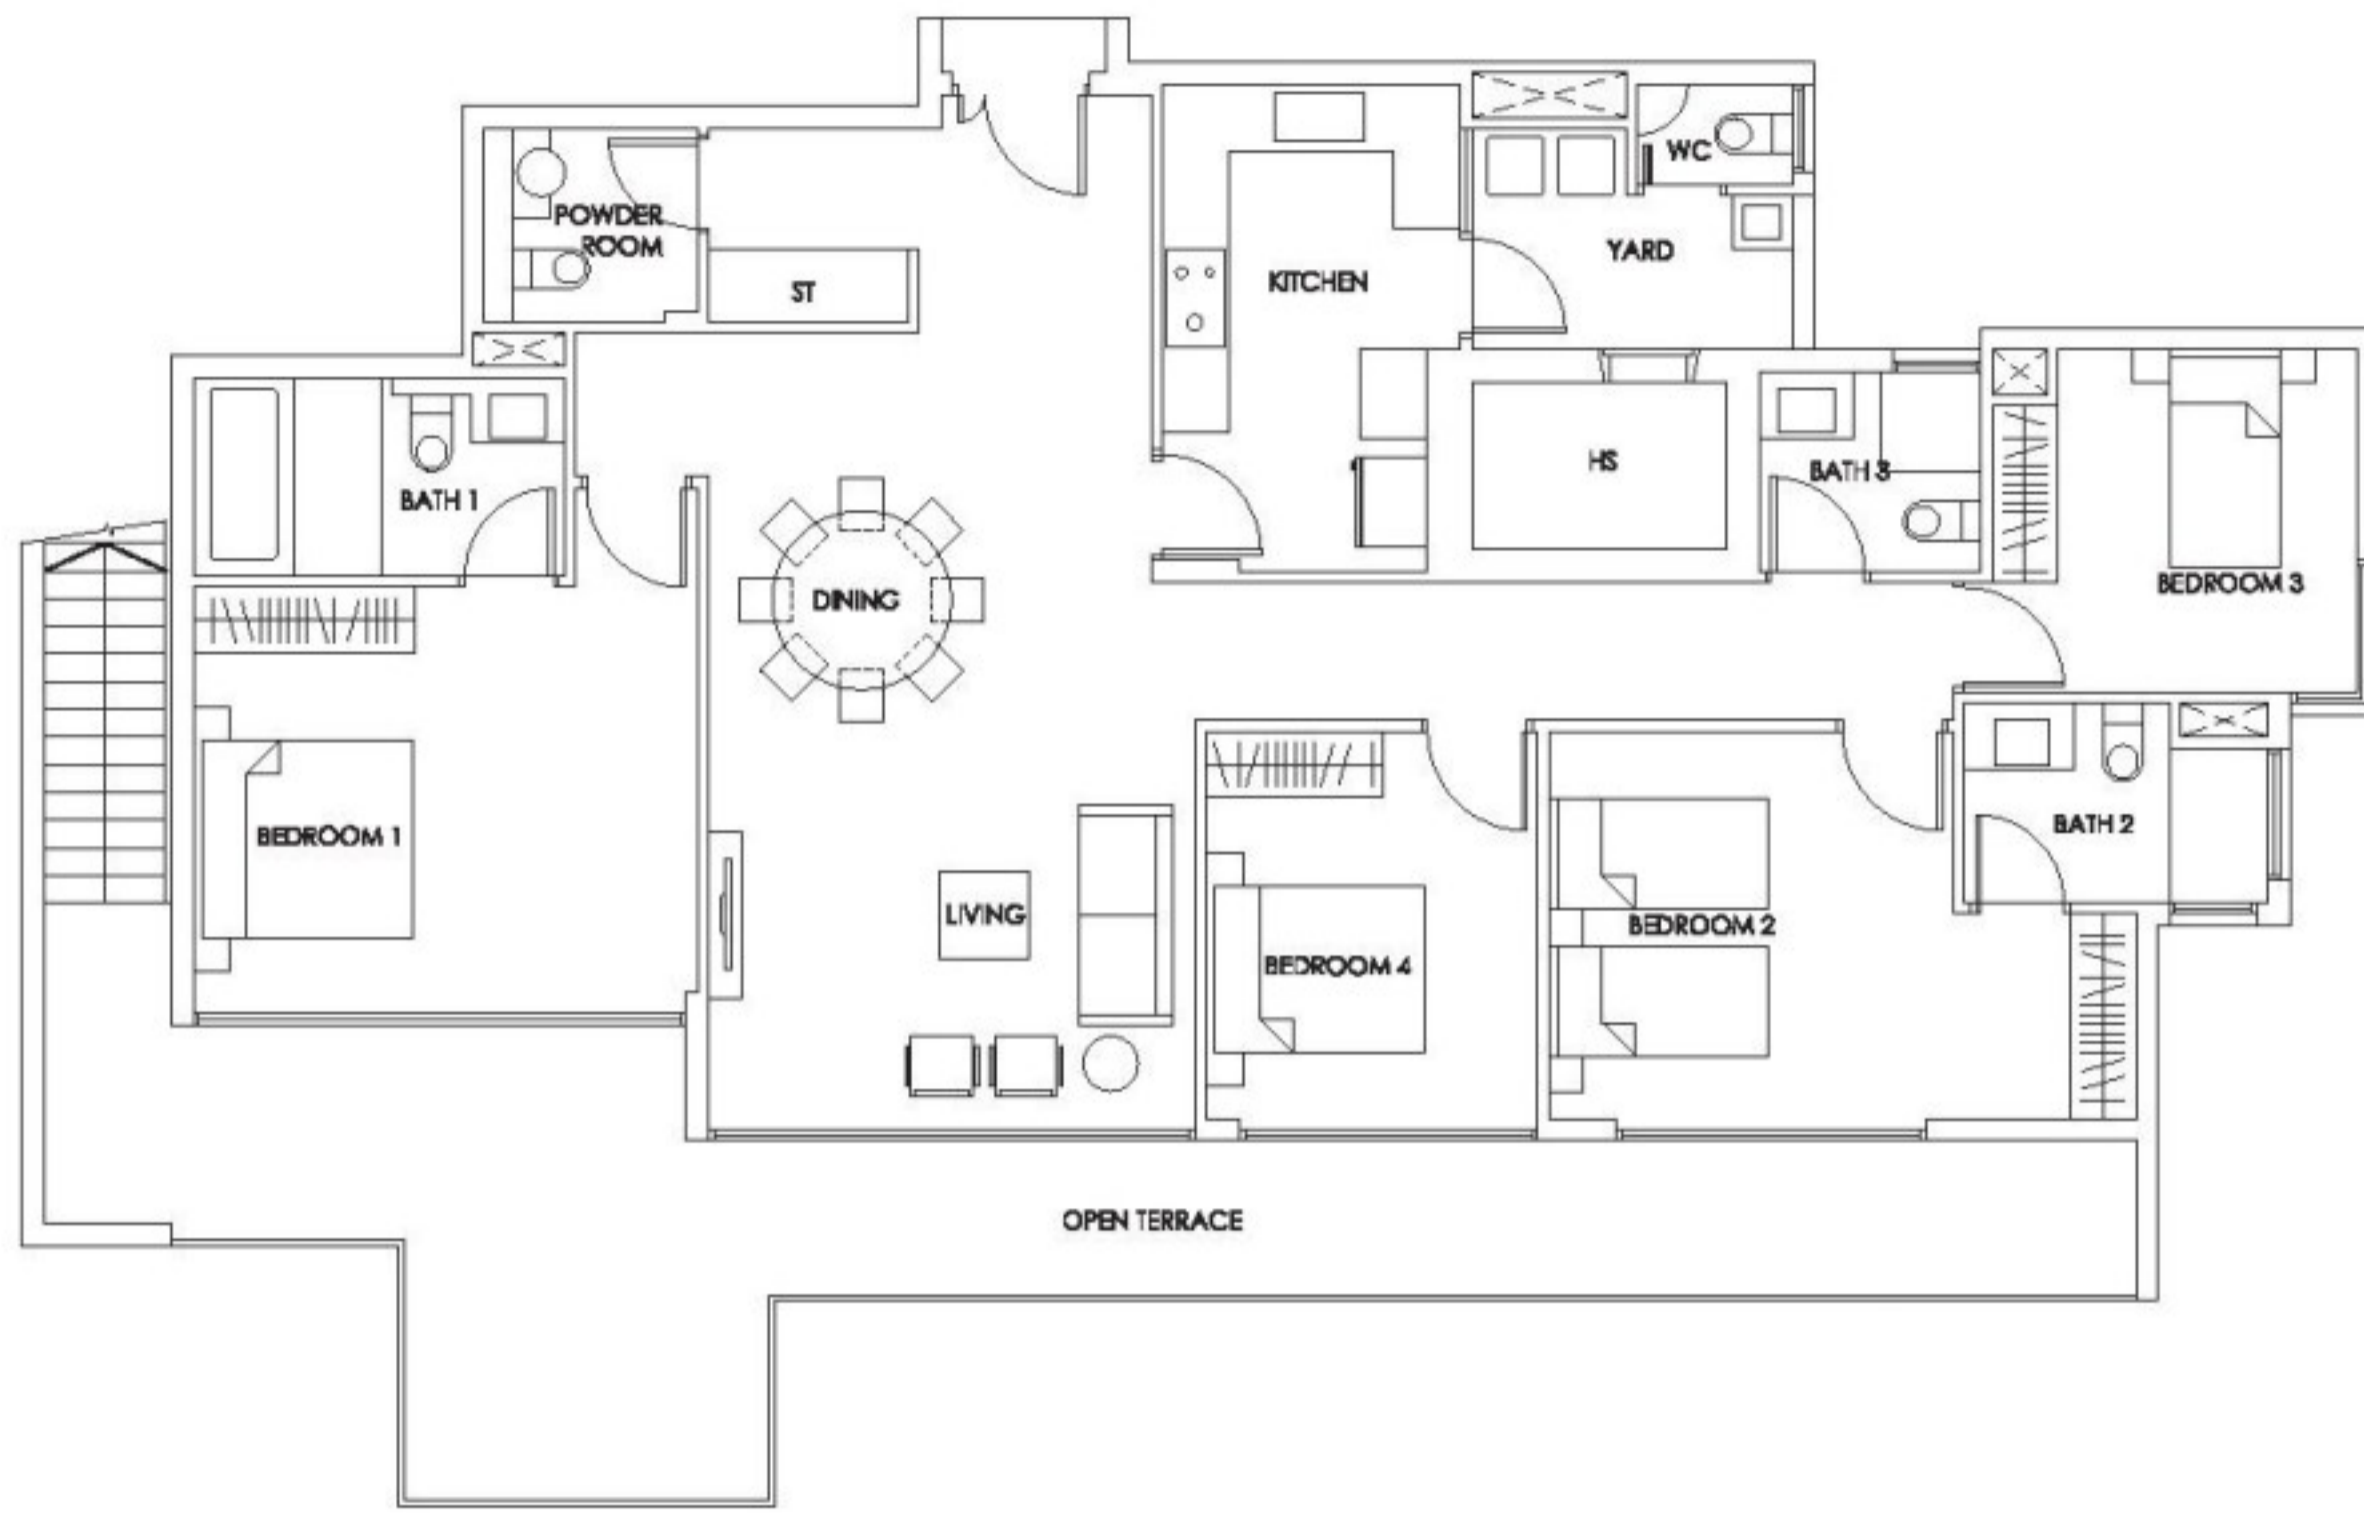 WC
POWDER
ROOM
YARD
KITCHEN
ST
HS
BATH 3
BATH 1
BEDROOM 3
DINING
BATH 2
BEDROOM 1
LIVING
BEDROOM 2
BEDROOM 4
OPEN TERRACE